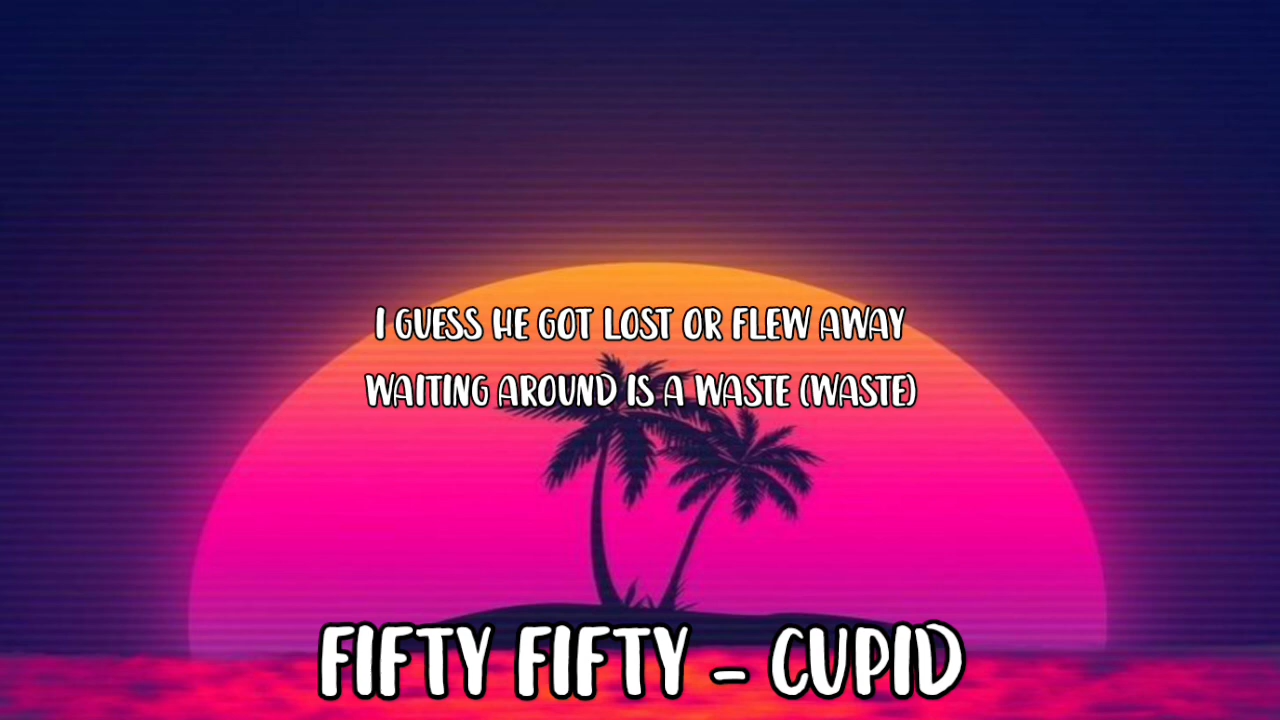 I GUESS HE GOT LOST OR FLEW AWAY
WAITING AROUND IS A WASTE (WASTE)
FIFTY FIFTY - CUPID